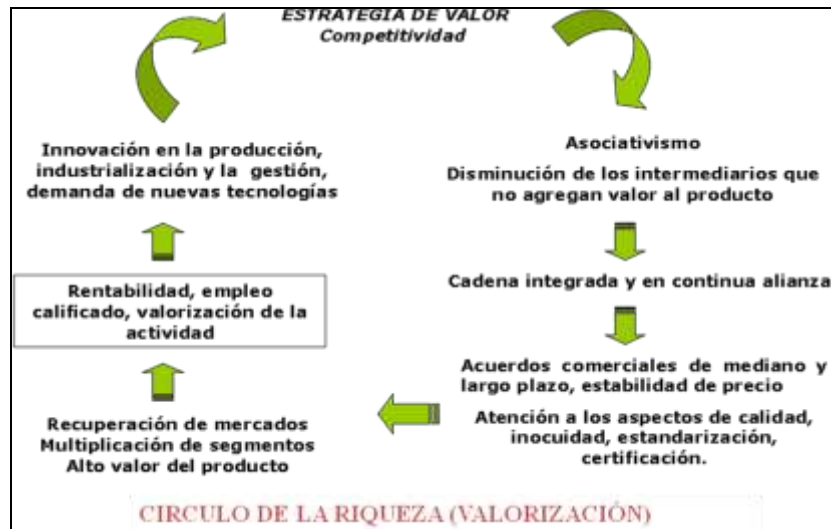 ESTRATEGIA DE VALOR
Competitividad
Asociativismo
Disminución de los intermediarios que
no agregan valor al producto
Cadena integrada y en continua alianza
Acuerdos comerciales de mediano y
largo plazo, estabilidad de precio
Atención a los aspectos de calidad,
inocuidad, estandarización,
certificación.
Recuperación de mercados
Multiplicación de segmentos
Alto valor del producto
Rentabilidad, empleo
calificado, valorización de la
actividad
Innovación en la producción,
industrialización y la gestión,
demanda de nuevas tecnologías
CIRCULO DE LA RIQUEZA (VALORIZACIÓN)